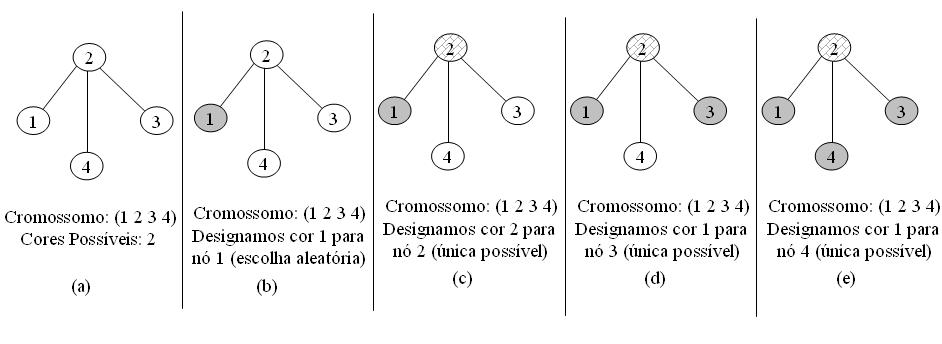 2
1
3
4
Cromossomo: (1 2 3 4)
Cores Possíveis: 2
(a)
2
1
3
4
Cromossomo: (1 2 3 4)
Designamos cor 1 para
nó 1 (escolha aleatória)
(b)
2
1
3
4
Cromossomo: (1 2 3 4)
Designamos cor 2 para
nó 2 (única possível)
(c)
2
1
3
4
Cromossomo: (1 2 3 4)
Designamos cor 1 para
nó 3 (única possível)
(d)
2
1
3
4
Cromossomo: (1 2 3 4)
Designamos cor 1 para
nó 4 (única possível)
(e)